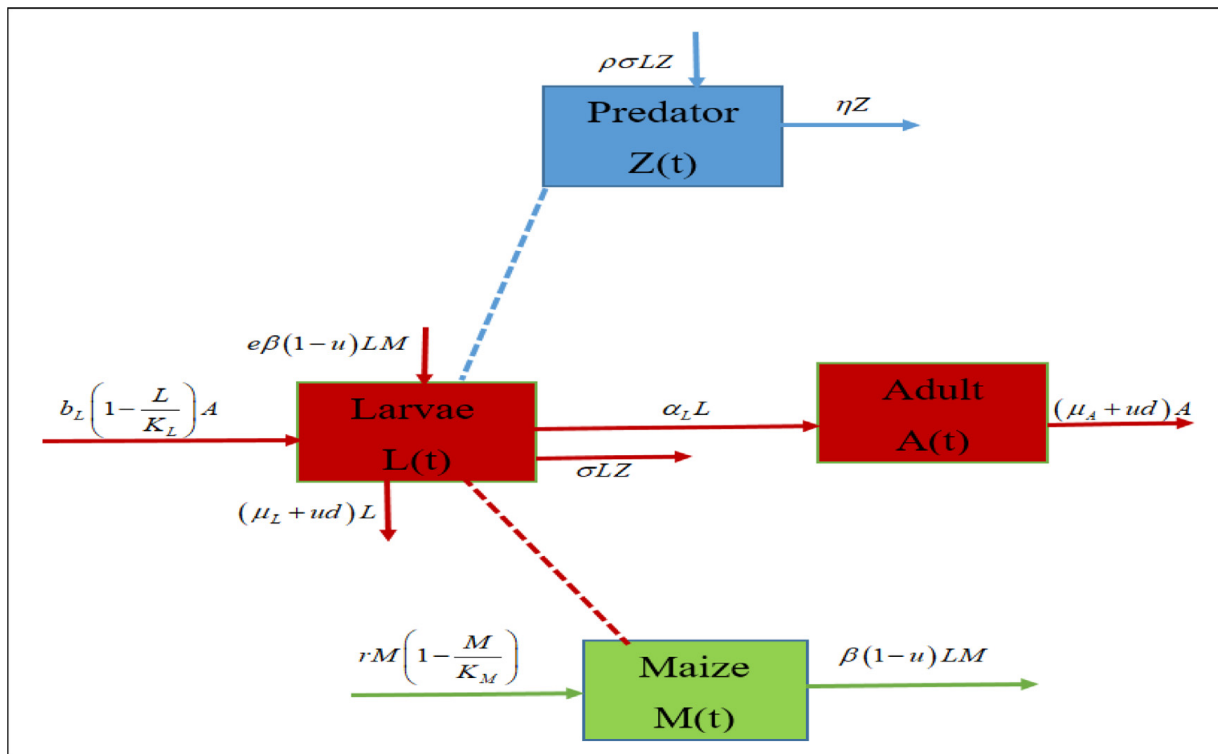 ρσLZ
Predator
Z(t)
ηZ
eβ(1−u)LM
b_L(1−L/K_L)A
Larvae
L(t)
α_L L
σLZ
Adult
A(t)
(μ_A+ud)A
(μ_L+ud)L
rM(1−M/K_M)
Maize
M(t)
β(1−u)LM